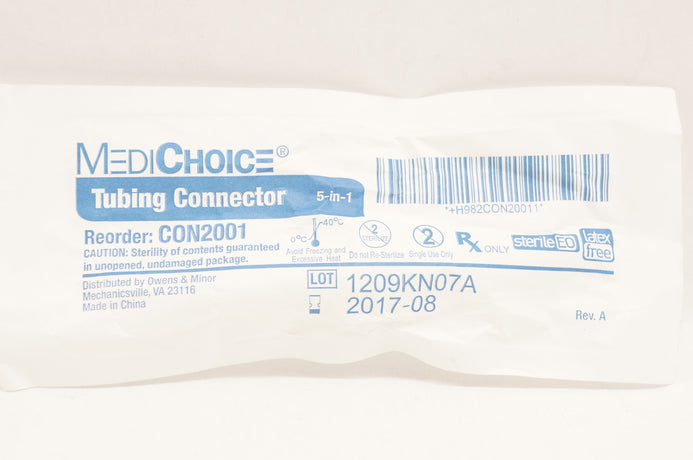 MEDICHOICE®
Tubing Connector 5-in-1
*+H982CON20011*
Reorder: CON2001
CAUTION: Sterility of contents guaranteed
in unopened, undamaged package.
Distributed by Owens & Minor
Mechanicsville, VA 23116
Made in China
0°C 40°C
Avoid Freezing and
Excessive Heat
2
STERILIZE
Do not Re-Sterilize
2
Single Use Only
Rx ONLY
sterile EO
latex
free
LOT 1209KN07A
2017-08
Rev. A